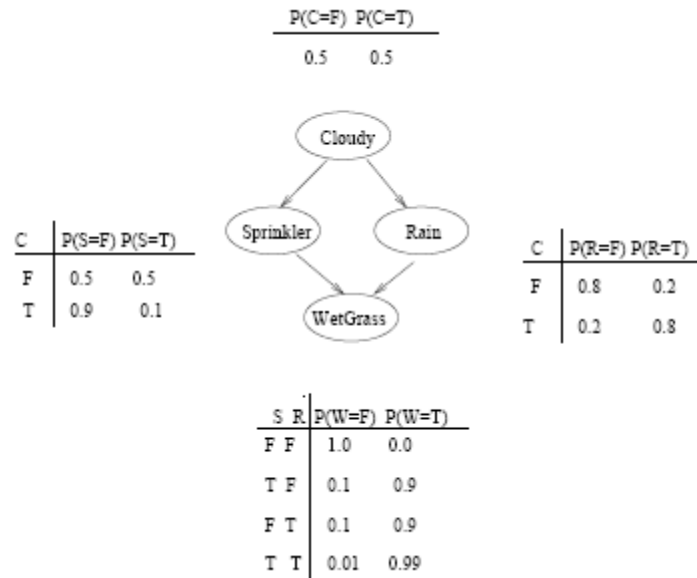 P(C=F) P(C=T)
0.5 0.5
Cloudy
Sprinkler
Rain
WetGrass
C P(S=F) P(S=T)
F 0.5 0.5
T 0.9 0.1
C P(R=F) P(R=T)
F 0.8 0.2
T 0.2 0.8
S R P(W=F) P(W=T)
F F 1.0 0.0
T F 0.1 0.9
F T 0.1 0.9
T T 0.01 0.99